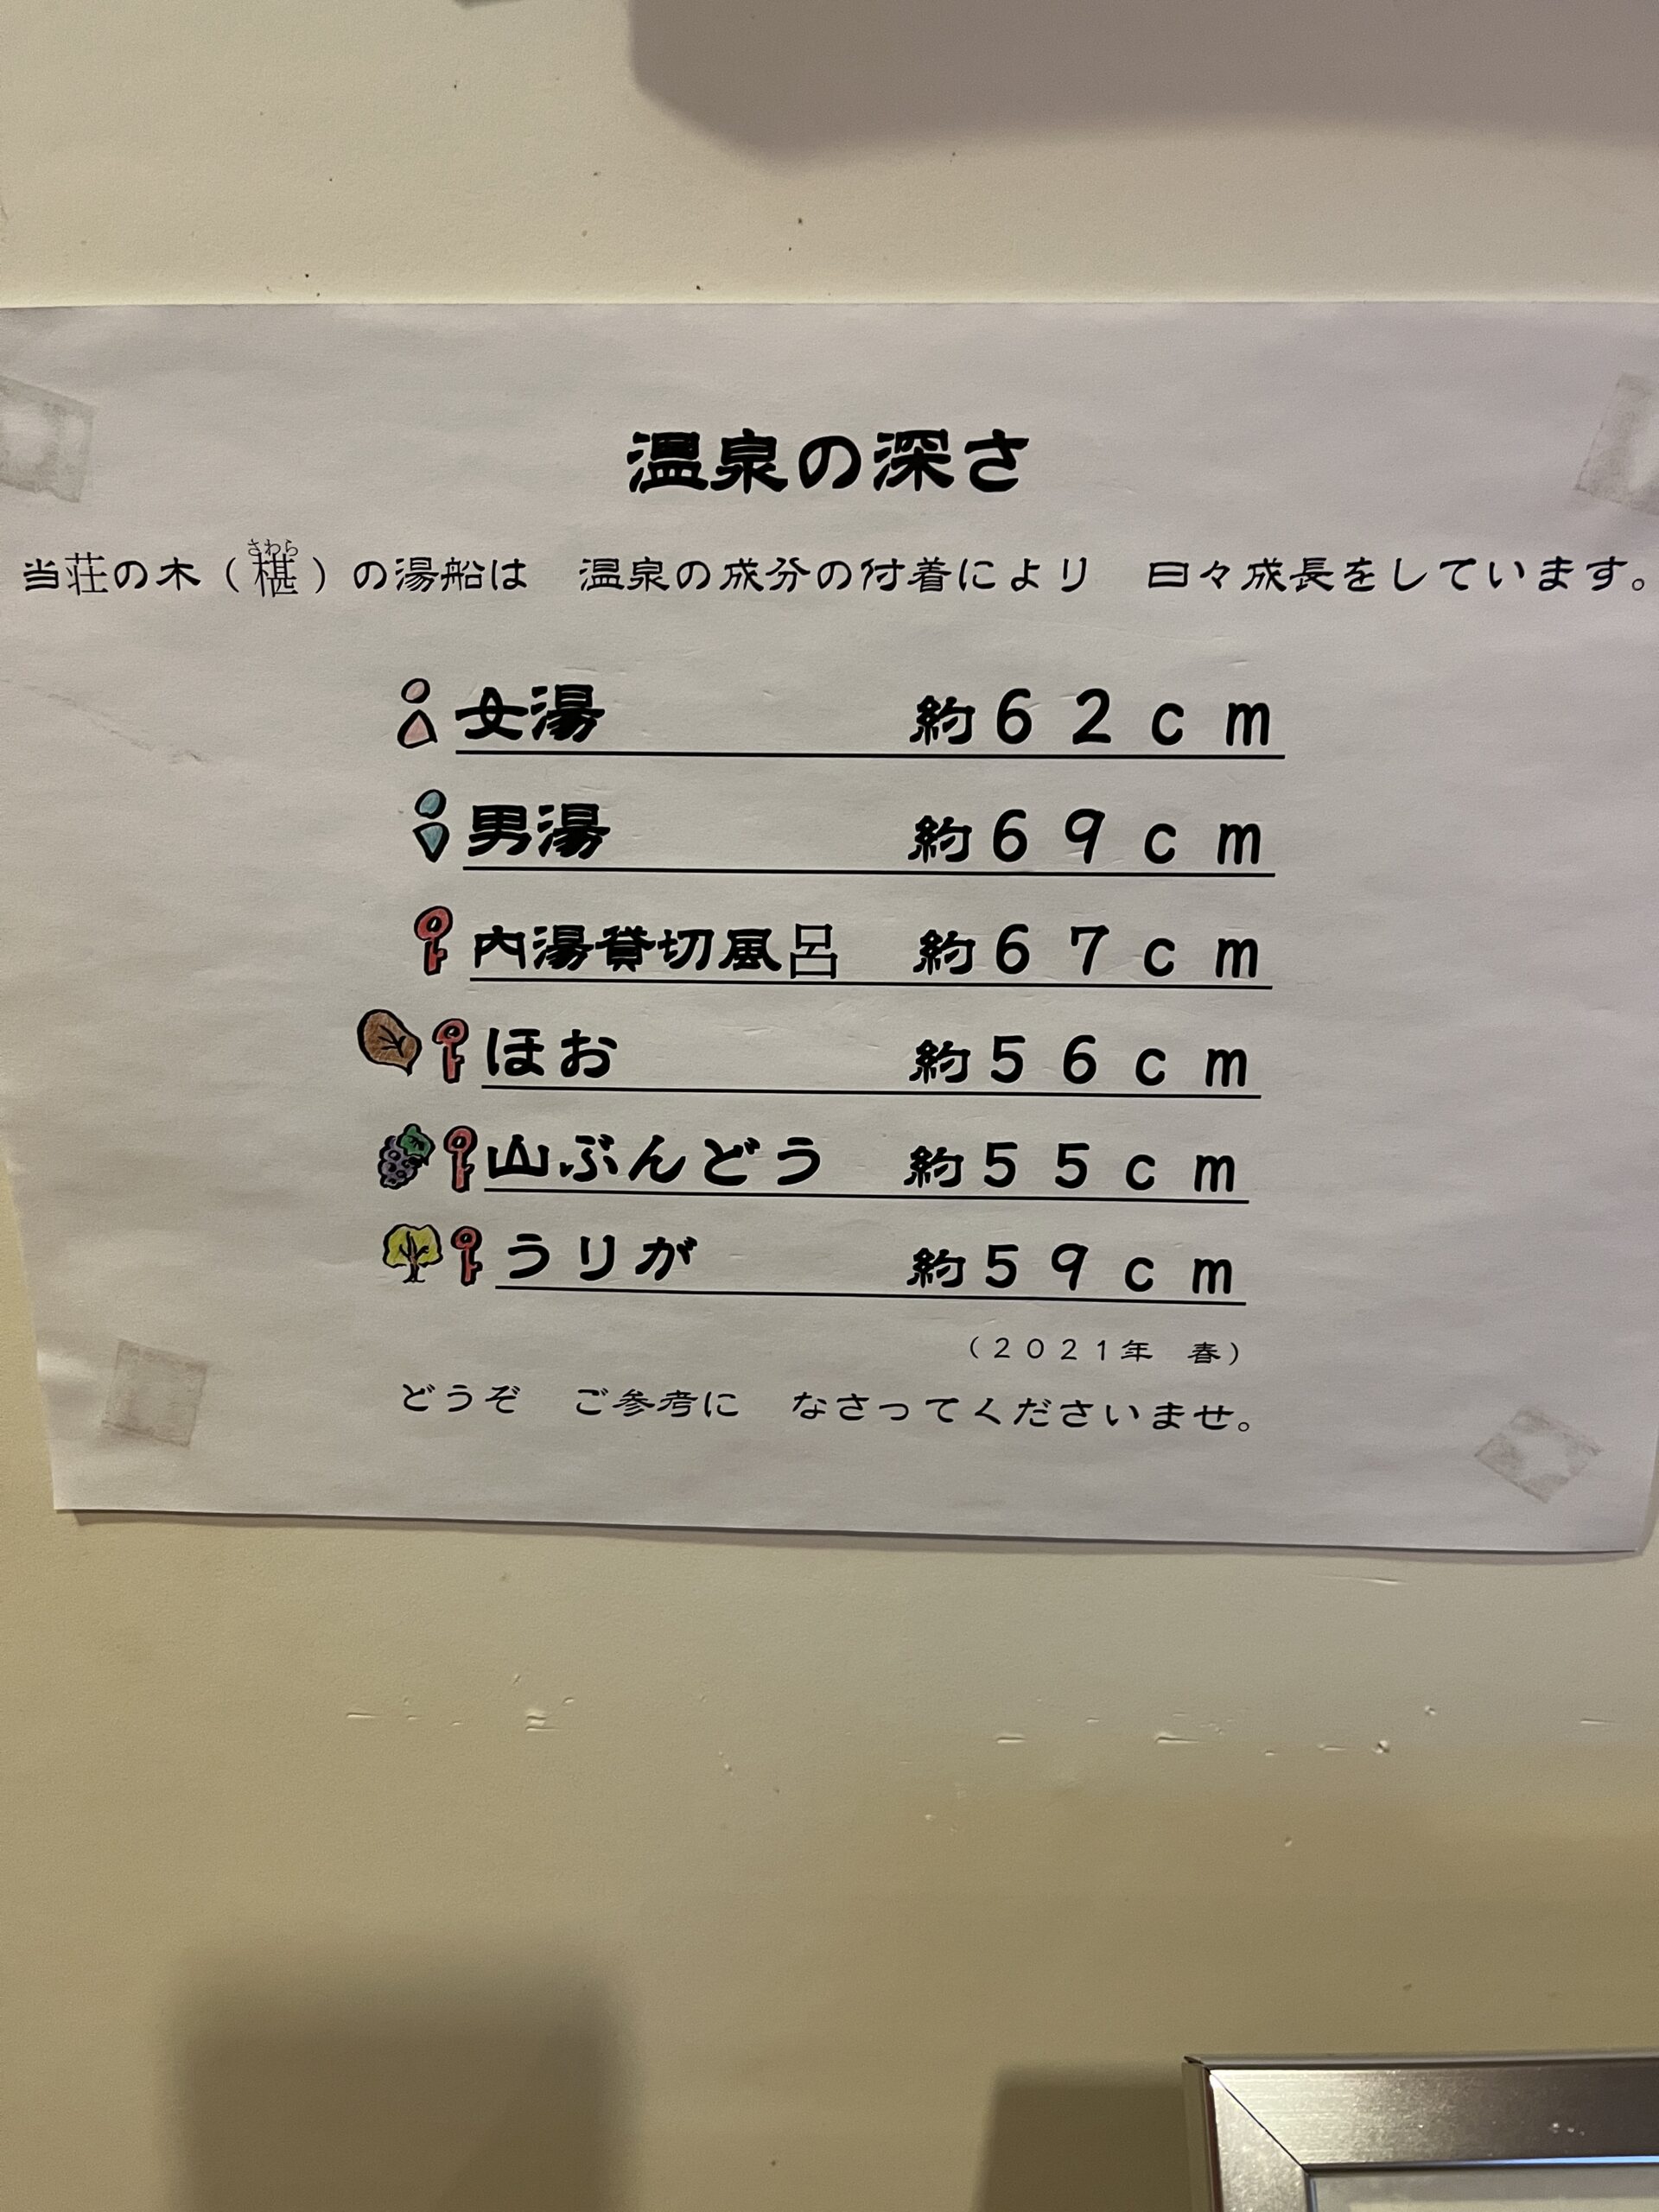 温泉の深さ
当荘の木（椹）の湯船は　温泉の成分の付着により　日々成長をしています。
さわら
女湯　約６２ｃｍ
男湯　約６９ｃｍ
内湯貸切風呂　約６７ｃｍ
ほお　約５６ｃｍ
山ぶんどう　約５５ｃｍ
うりが　約５９ｃｍ
（２０２１年　春）
どうぞ　ご参考に　なさってくださいませ。